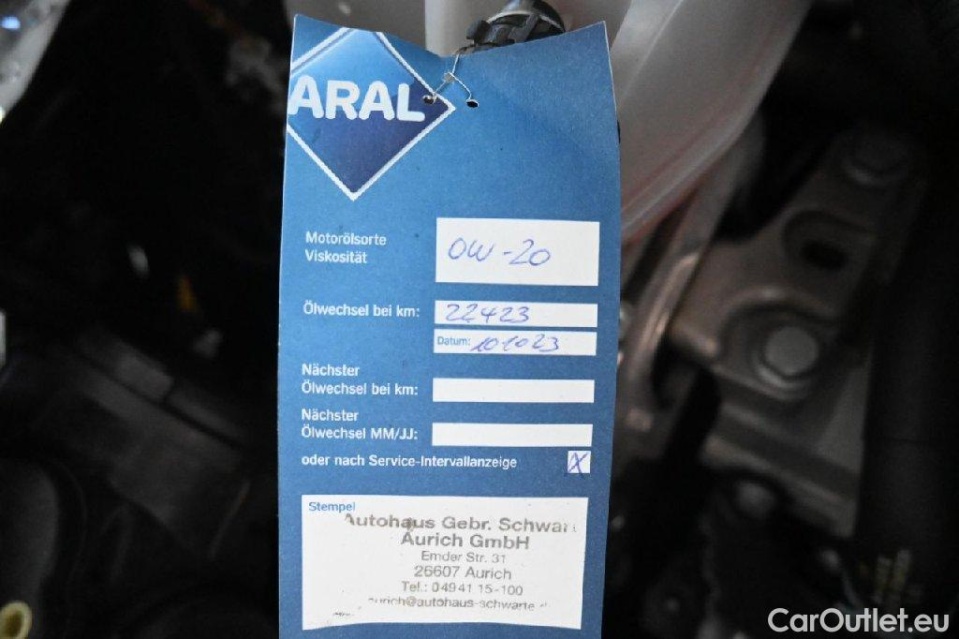 ARAL
Motorölsorte
Viskosität
0W-20
Ölwechsel bei km:
22423
Datum:
101023
Nächster
Ölwechsel bei km:
Nächster
Ölwechsel MM/JJ:
oder nach Service-Intervallanzeige
X
Stempel
Autohaus Gebr.
Aurich GmbH
Emder Str. 31
26607 Aurich
Tel.: 04941 15-100
CarOutlet.eu